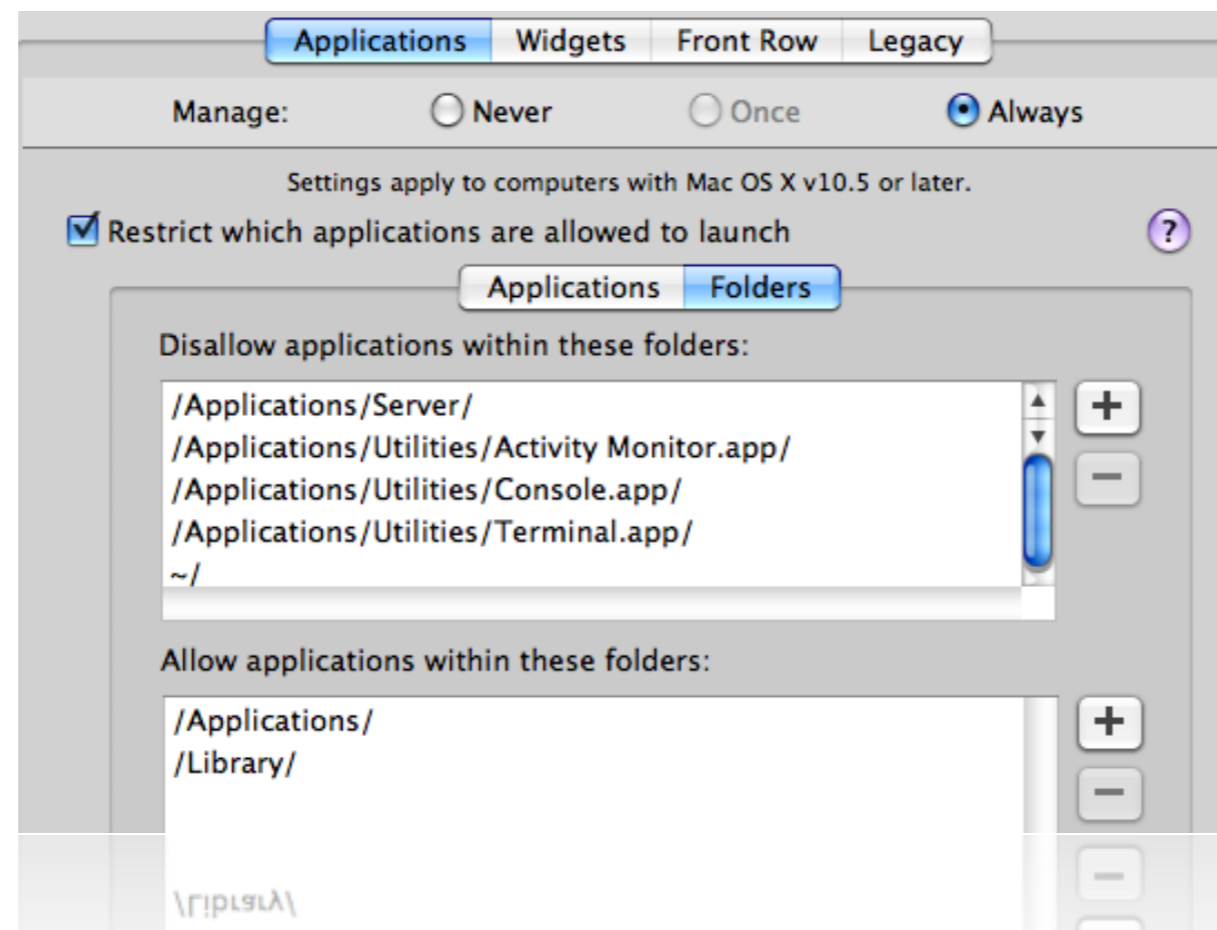 Applications Widgets Front Row Legacy
Manage: Never Once Always
Settings apply to computers with Mac OS X v10.5 or later.
Restrict which applications are allowed to launch ?
Applications Folders
Disallow applications within these folders:
/Applications/Server/
/Applications/Utilities/Activity Monitor.app/
/Applications/Utilities/Console.app/
/Applications/Utilities/Terminal.app/
~/
Allow applications within these folders:
/Applications/
/Library/
/Library/